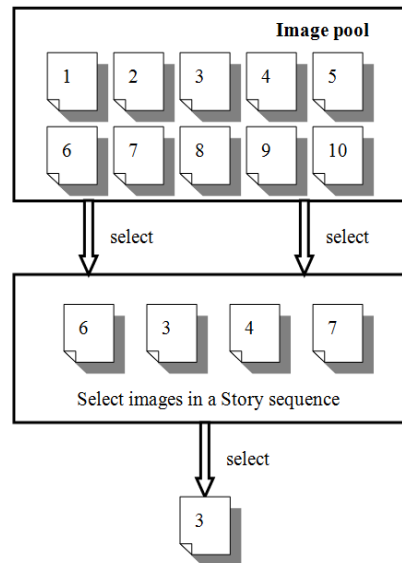 Image pool
1 2 3 4 5
6 7 8 9 10
select select
6 3 4 7
Select images in a Story sequence
select
3